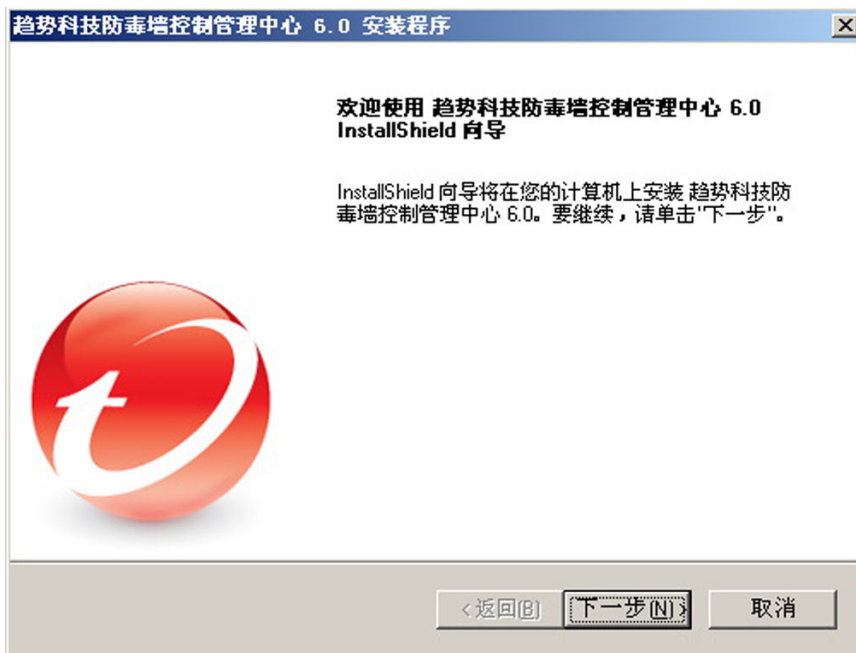 趋势科技防毒墙控制管理中心 6.0 安装程序
欢迎使用 趋势科技防毒墙控制管理中心 6.0
InstallShield 向导
InstallShield 向导将在您的计算机上安装 趋势科技防
毒墙控制管理中心 6.0。要继续，请单击"下一步"。
<返回(B) 下一步(N)> 取消